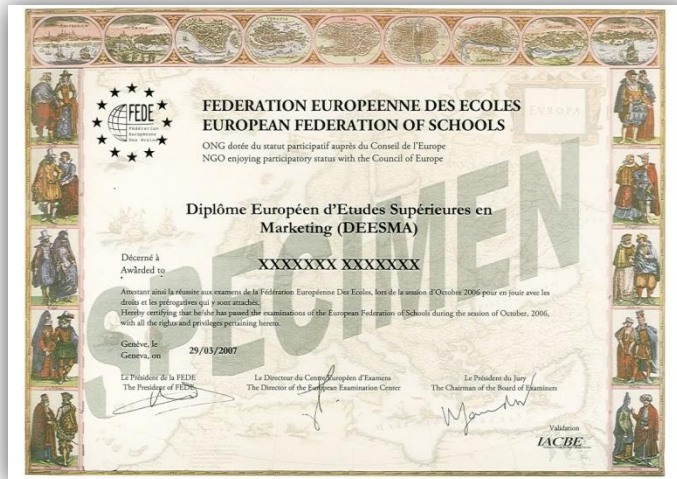 FEDE
Fédération
Européenne
Des Ecoles
FEDERATION EUROPEENNE DES ECOLES
EUROPEAN FEDERATION OF SCHOOLS
ONG dotée du statut participatif auprès du Conseil de l'Europe
NGO enjoying participatory status with the Council of Europe
EVROPA
Diplôme Européen d'Etudes Supérieures en
Marketing (DEESMA)
SPECIMEN
Décerné à
Awarded to
XXXXXXX XXXXXXX
Attestant ainsi la réussite aux examens de la Fédération Européenne Des Ecoles, lors de la session d'Octobre 2006 pour en jouir avec les
droits et les prérogatives qui y sont attachés.
Hereby certifying that he/she has passed the examinations of the European Federation of Schools during the session of October, 2006,
with all the rights and privileges pertaining hereto.
Genève, le
Geneva, on
29/03/2007
Le Président de la FEDE
The President of FEDE
Le Directeur du Centre Européen d'Examens
The Director of the European Examination Center
Le Président du Jury
The Chairman of the Board of Examiners
Validation
IACBE